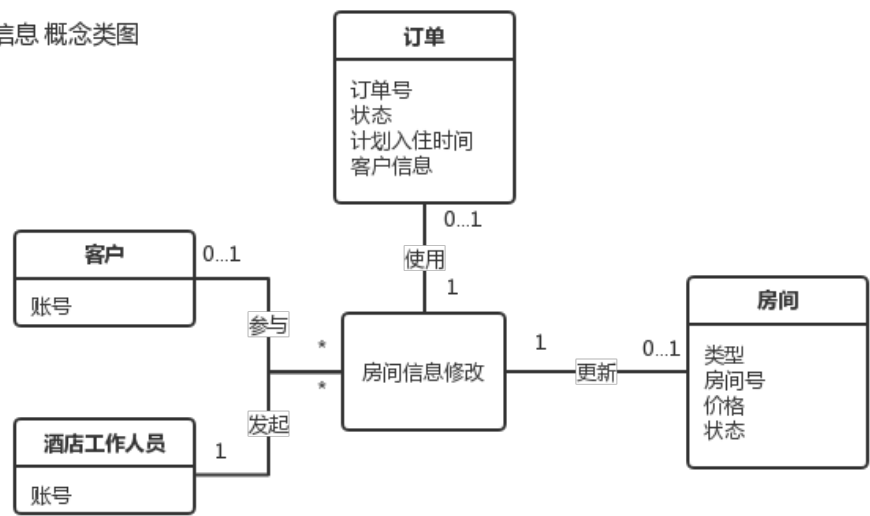 信息 概念类图
订单
订单号
状态
计划入住时间
客户信息
0...1
使用
1
客户
账号
0...1
参与
*
*
发起
酒店工作人员
账号
1
房间信息修改
1
更新
0...1
房间
类型
房间号
价格
状态